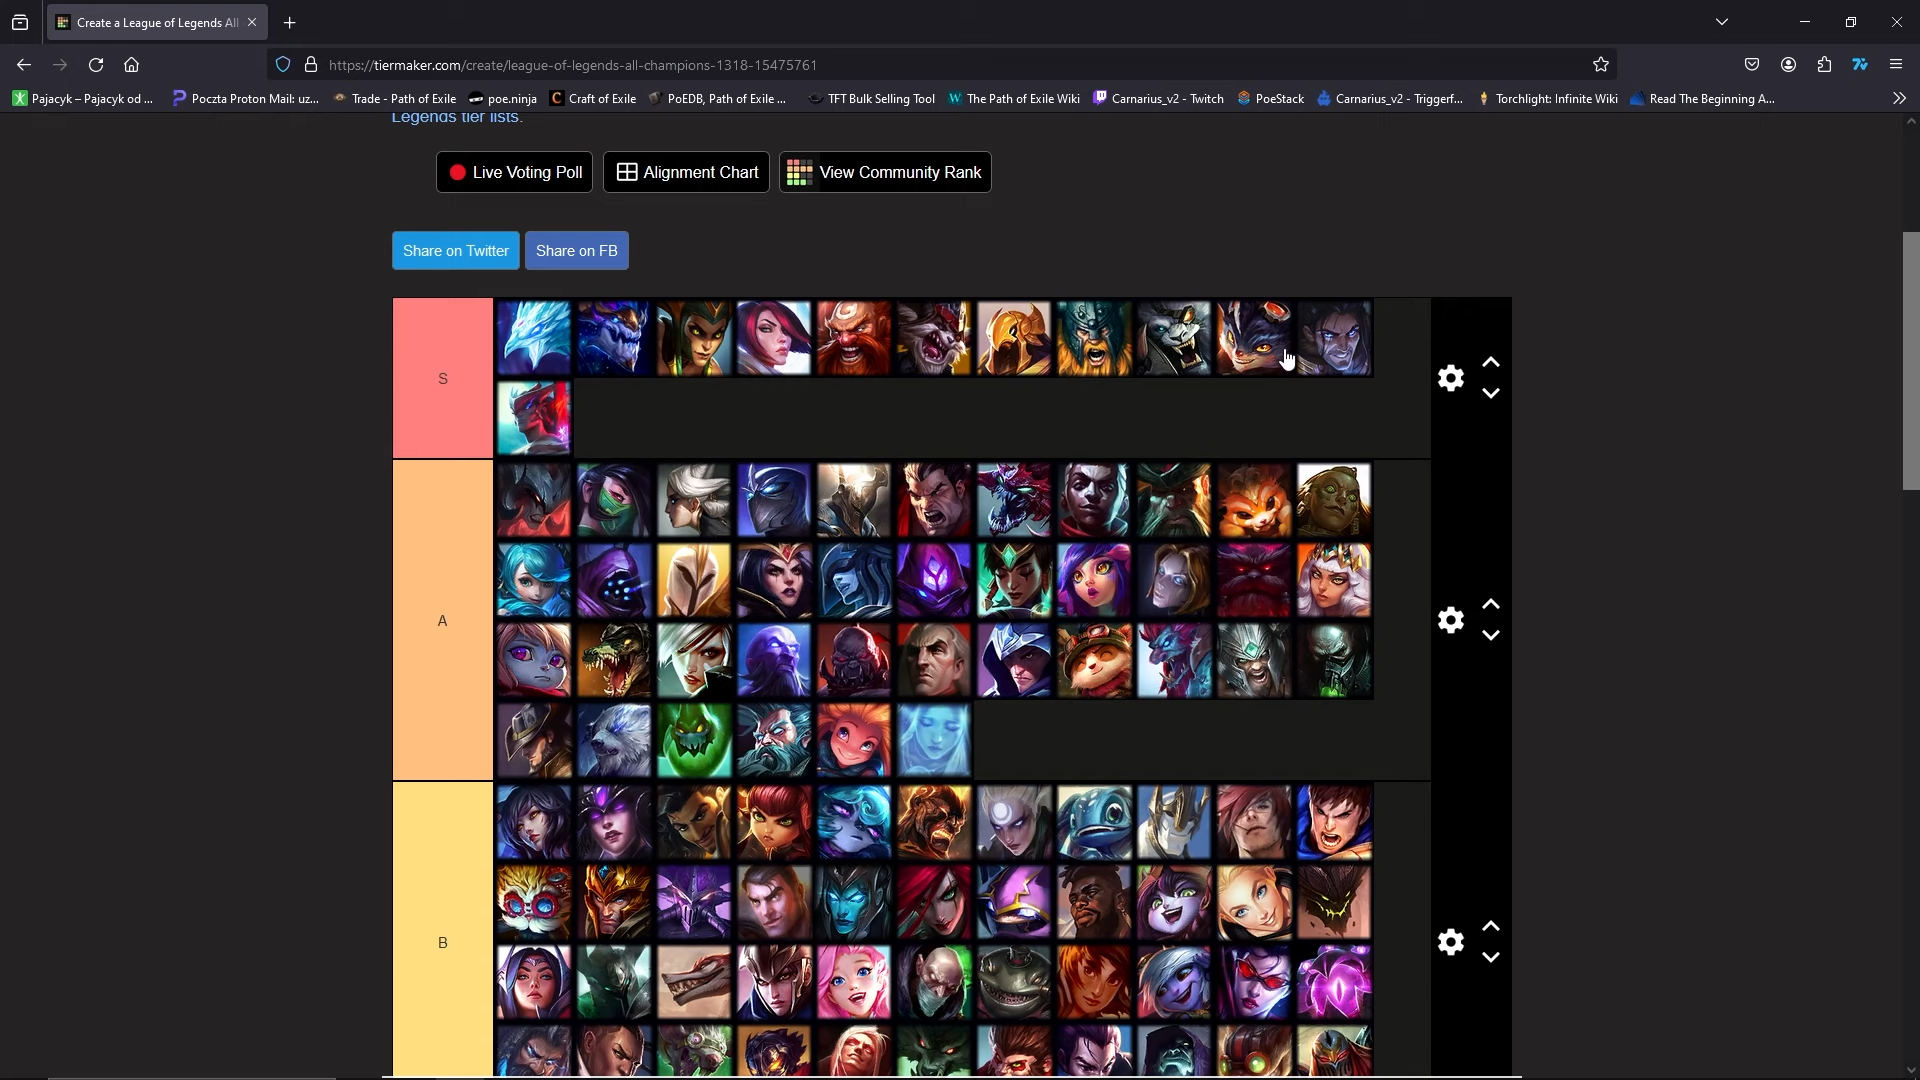 Create a League of Legends All
https://tiermaker.com/create/league-of-legends-all-champions-1318-15475761
Pajacyk – Pajacyk od ...
Poczta Proton Mail: uz...
Trade - Path of Exile
poe.ninja
Craft of Exile
PoEDB, Path of Exile ...
TFT Bulk Selling Tool
The Path of Exile Wiki
Carnarius_v2 - Twitch
PoeStack
Carnarius_v2 - Triggerf...
Torchlight: Infinite Wiki
Read The Beginning A...
Legends tier lists.
Live Voting Poll
Alignment Chart
View Community Rank
Share on Twitter
Share on FB
S
A
B